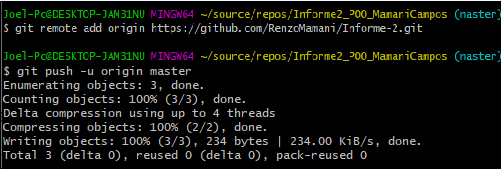 Joel-Pc@DESKTOP-JAM31NU MINGW64 ~/source/repos/Informe2_POO_MamaniCampos (master)
$ git remote add origin https://github.com/RenzoMamani/Informe-2.git
Joel-Pc@DESKTOP-JAM31NU MINGW64 ~/source/repos/Informe2_POO_MamaniCampos (master)
$ git push -u origin master
Enumerating objects: 3, done.
Counting objects: 100% (3/3), done.
Delta compression using up to 4 threads
Compressing objects: 100% (2/2), done.
Writing objects: 100% (3/3), 234 bytes | 234.00 KiB/s, done.
Total 3 (delta 0), reused 0 (delta 0), pack-reused 0